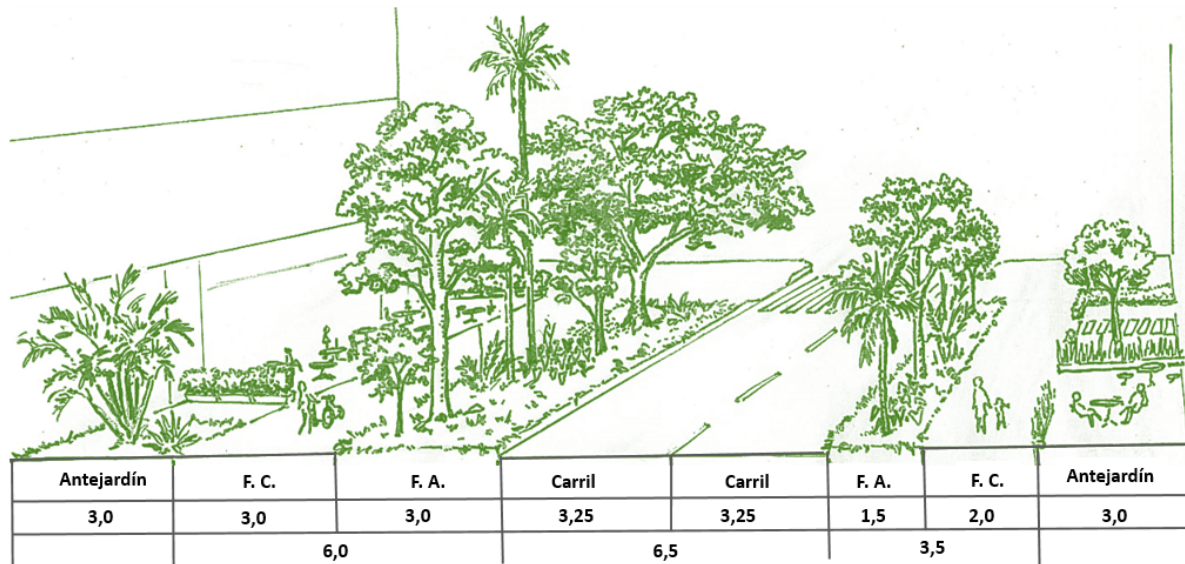 Antejardín F. C. F. A. Carril Carril F. A. F. C. Antejardín
3,0 3,0 3,0 3,25 3,25 1,5 2,0 3,0
6,0 6,5 3,5